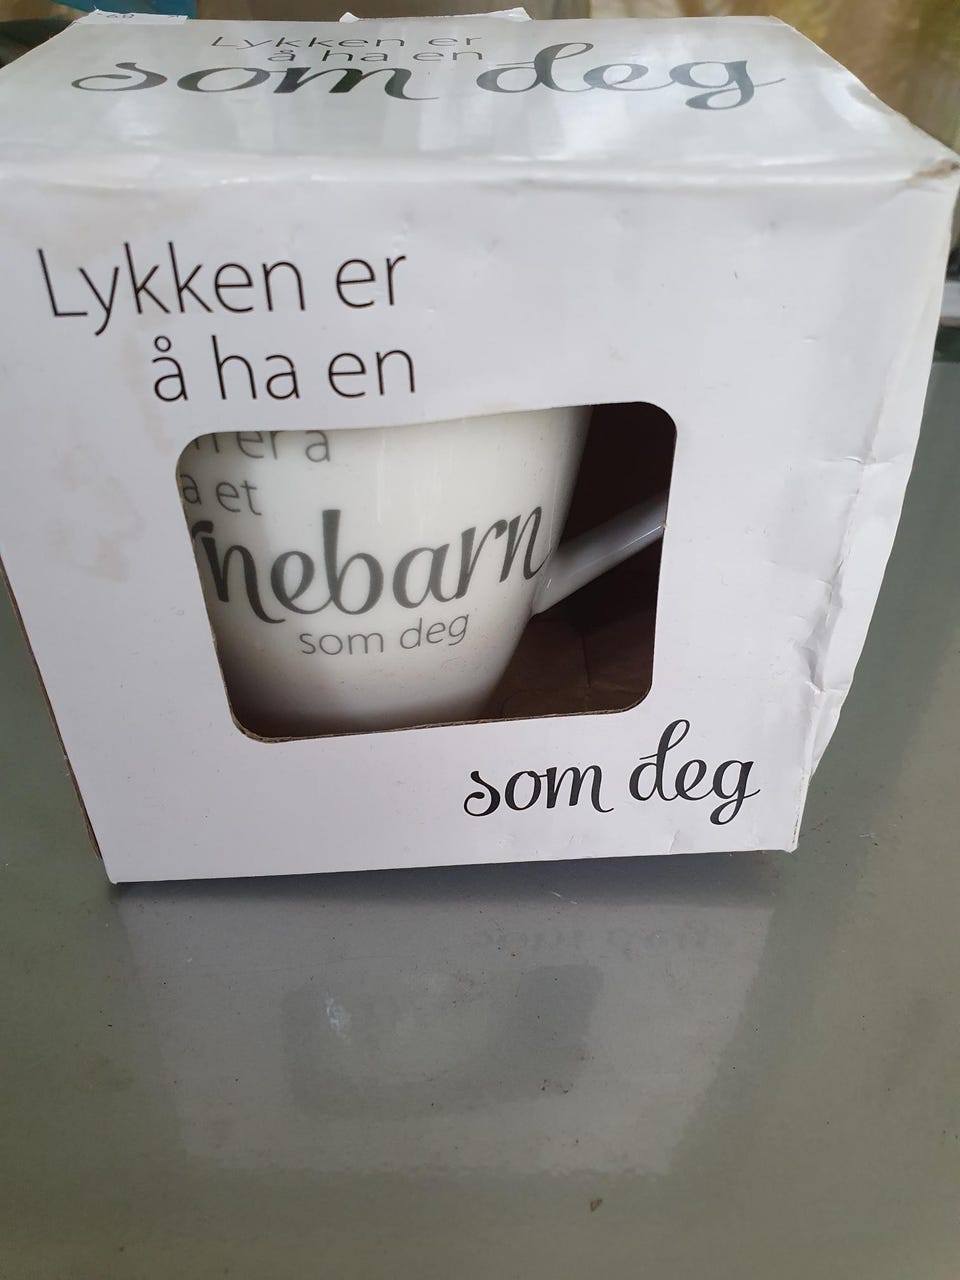 Lykken er
å ha en
som deg
Lykken er
å ha en
er å
et
nebarn
som deg
som deg